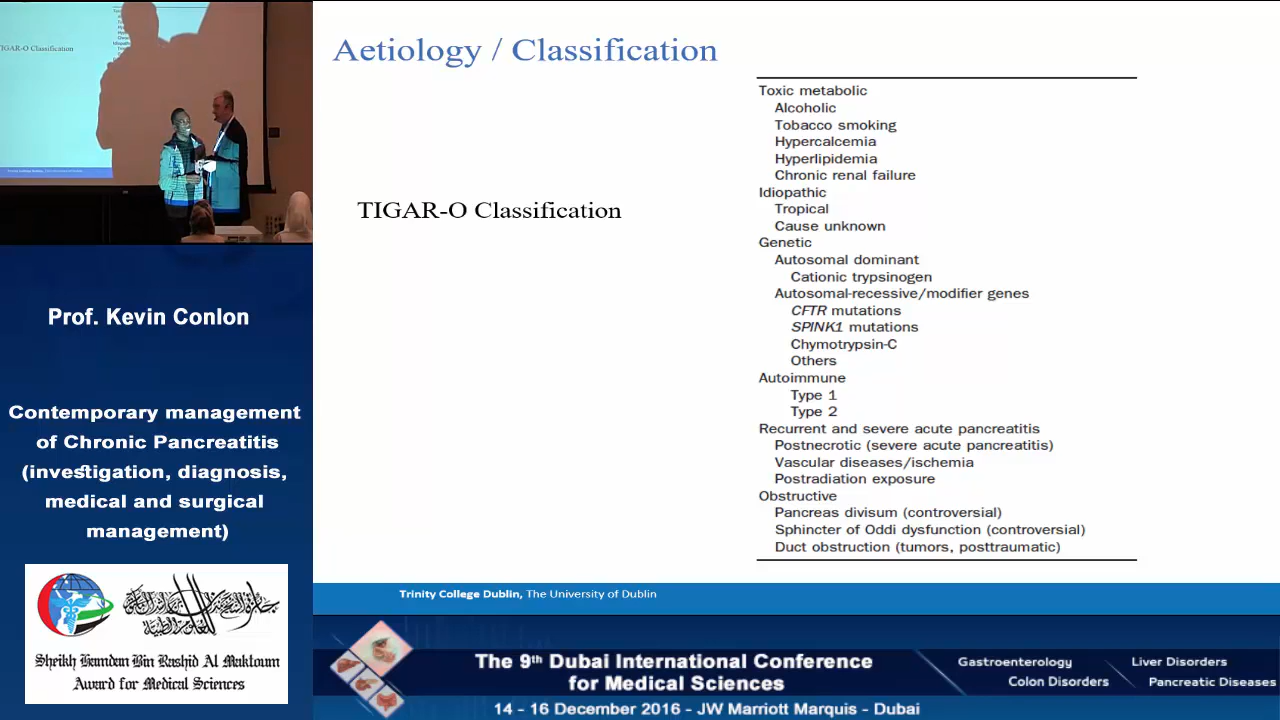 TIGAR-O Classification
Prof. Kevin Conlon
Contemporary management
of Chronic Pancreatitis
(investigation, diagnosis,
medical and surgical
management)
Sheikh Hamdan Bin Rashid Al Maktoum
Award for Medical Sciences
Aetiology / Classification
TIGAR-O Classification
Toxic metabolic
Alcoholic
Tobacco smoking
Hypercalcemia
Hyperlipidemia
Chronic renal failure
Idiopathic
Tropical
Cause unknown
Genetic
Autosomal dominant
Cationic trypsinogen
Autosomal-recessive/modifier genes
CFTR mutations
SPINK1 mutations
Chymotrypsin-C
Others
Autoimmune
Type 1
Type 2
Recurrent and severe acute pancreatitis
Postnecrotic (severe acute pancreatitis)
Vascular diseases/ischemia
Postradiation exposure
Obstructive
Pancreas divisum (controversial)
Sphincter of Oddi dysfunction (controversial)
Duct obstruction (tumors, posttraumatic)
Trinity College Dublin, The University of Dublin
The 9th Dubai International Conference
for Medical Sciences
14 - 16 December 2016 - JW Marriott Marquis - Dubai
Gastroenterology
Liver Disorders
Colon Disorders
Pancreatic Diseases